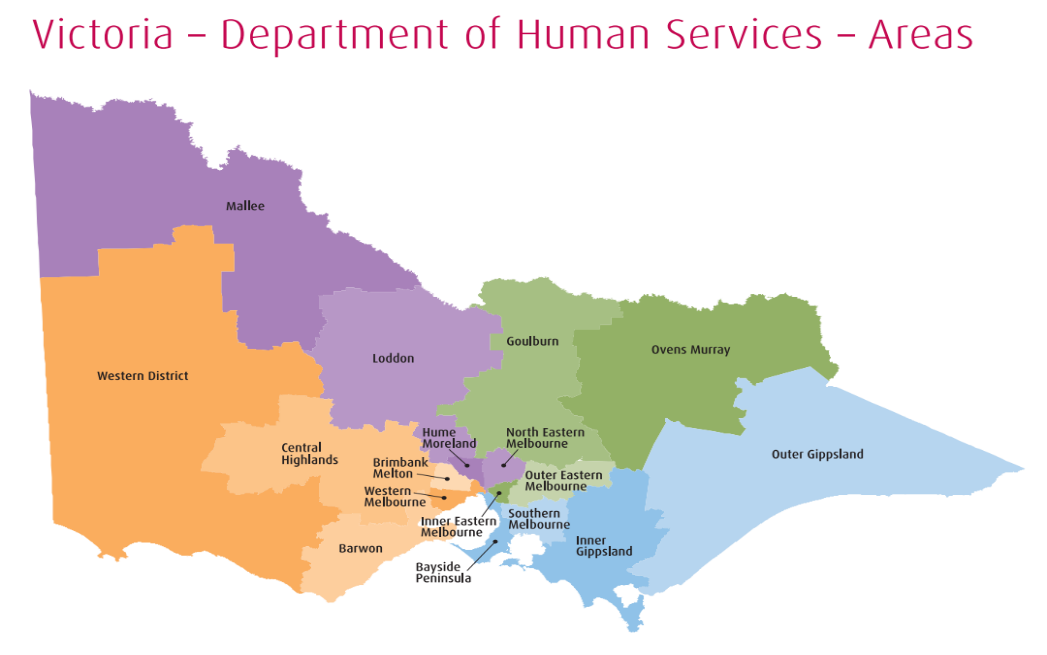 Victoria – Department of Human Services – Areas
Mallee
Goulburn
Ovens Murray
Loddon
Western District
Hume
Moreland
North Eastern
Melbourne
Central
Highlands
Outer Gippsland
Brimbank
Melton
Outer Eastern
Melbourne
Western
Melbourne
Inner Eastern
Melbourne
Southern
Melbourne
Barwon
Inner
Gippsland
Bayside
Peninsula